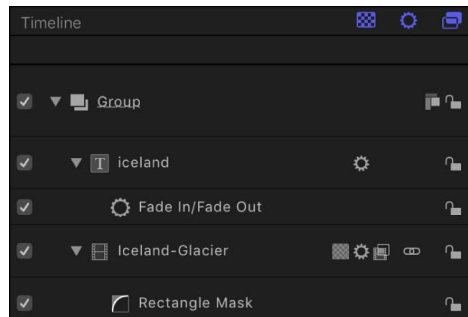 Timeline
Group
T iceland
Fade In/Fade Out
Iceland-Glacier
Rectangle Mask